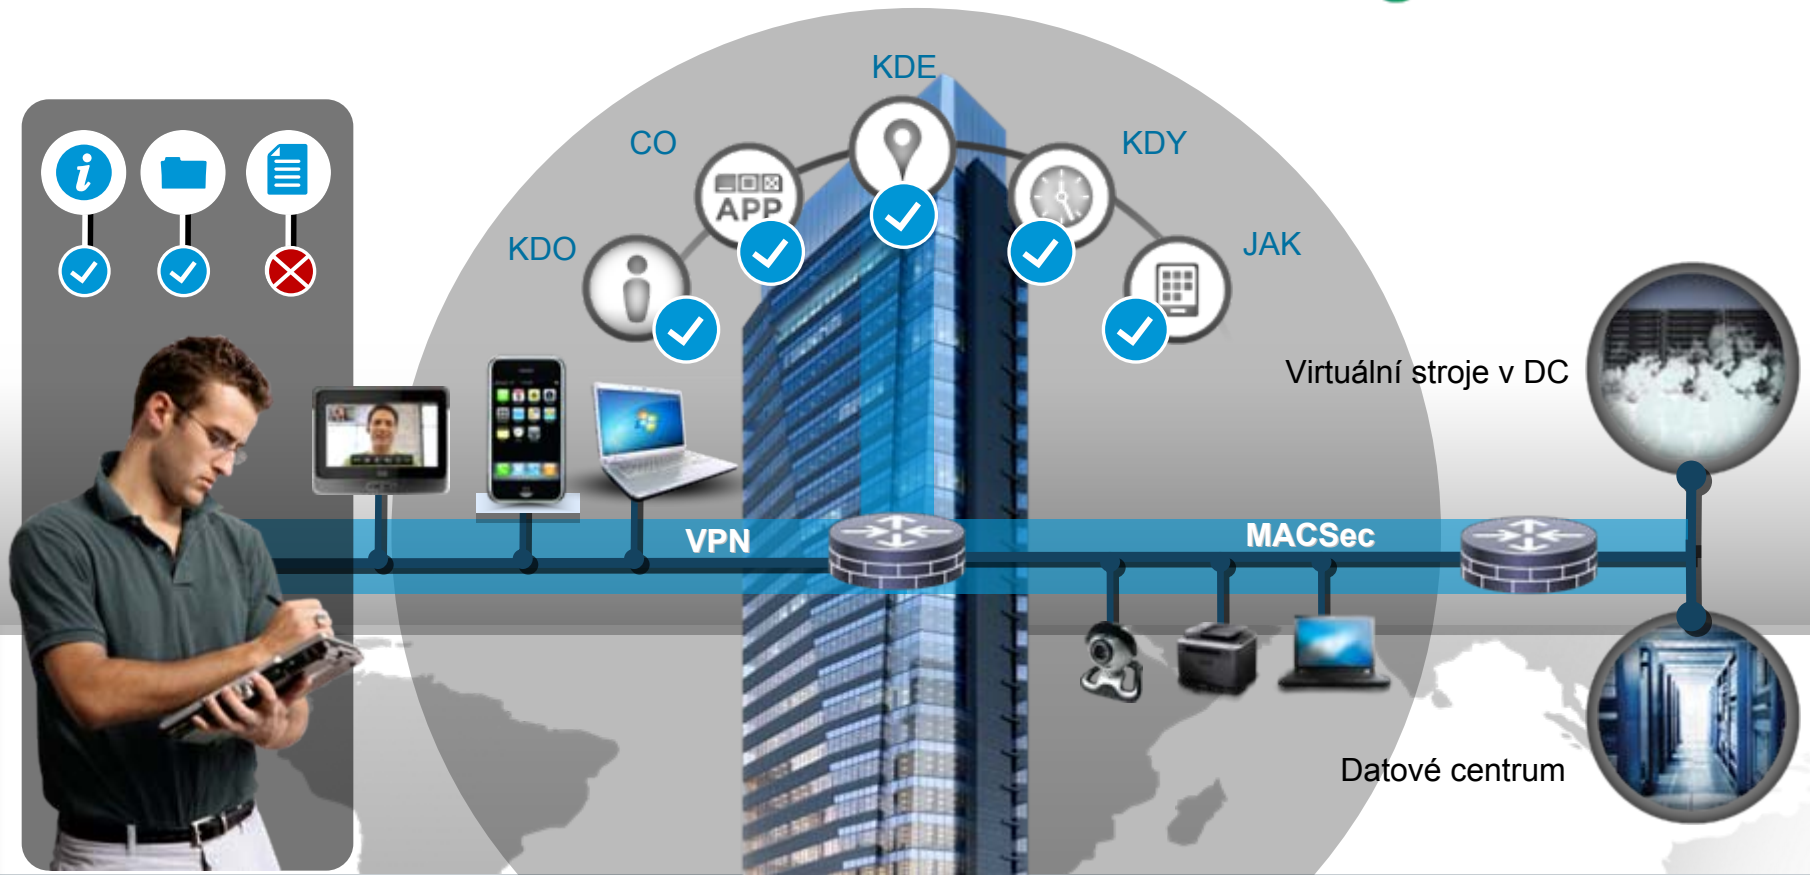 KDE
CO
KDY
APP
KDO
JAK
Virtuální stroje v DC
VPN
MACSec
Datové centrum